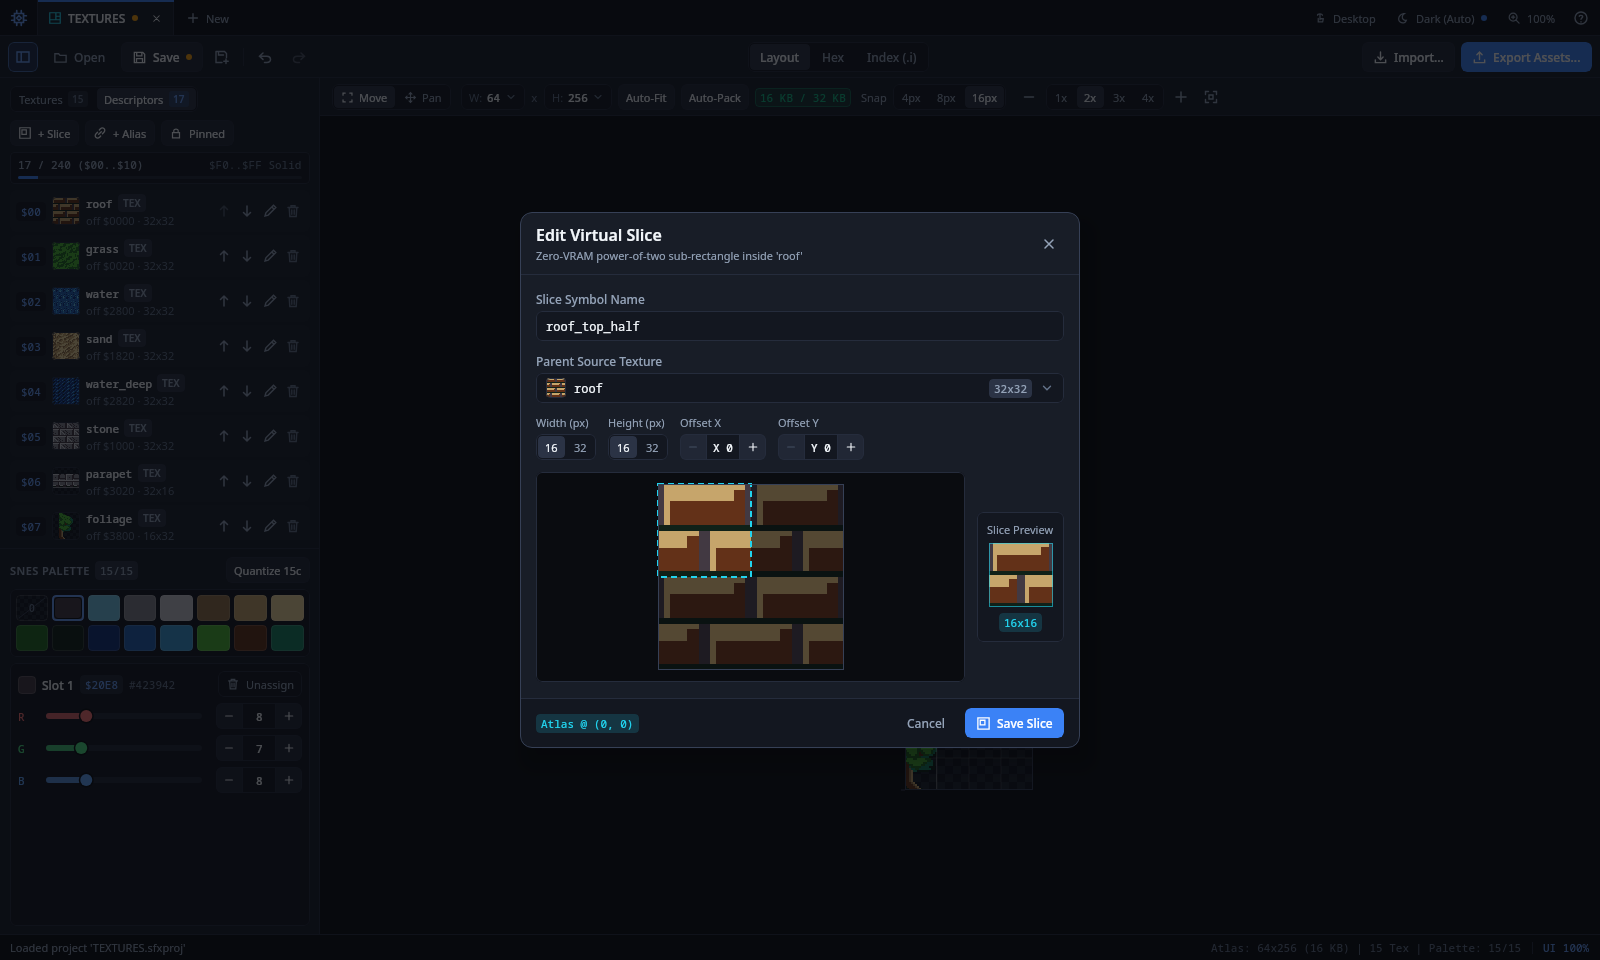 TEXTURES
New
Desktop
Dark (Auto)
100%
Open
Save
Layout
Hex
Index (.i)
Import...
Export Assets...
Textures 15
Descriptors 17
Move
Pan
W: 64
x
H: 256
Auto-Fit
Auto-Pack
16 KB / 32 KB
Snap
4px
8px
16px
1x
2x
3x
4x
+ Slice
+ Alias
Pinned
17 / 240 ($00..$10)
$F0..$FF Solid
$00
roof TEX
off $0000 · 32x32
$01
grass TEX
off $0020 · 32x32
$02
water TEX
off $2800 · 32x32
$03
sand TEX
off $1820 · 32x32
$04
water_deep TEX
off $2820 · 32x32
$05
stone TEX
off $1000 · 32x32
$06
parapet TEX
off $3020 · 32x16
$07
foliage TEX
off $3800 · 16x32
SNES PALETTE 15/15
Quantize 15c
0
Slot 1 $20E8 #423942
Unassign
R
8
G
7
B
8
Edit Virtual Slice
Zero-VRAM power-of-two sub-rectangle inside 'roof'
Slice Symbol Name
roof_top_half
Parent Source Texture
roof
32x32
Width (px)
Height (px)
Offset X
Offset Y
16 32
16 32
X 0
Y 0
Slice Preview
16x16
Atlas @ (0, 0)
Cancel
Save Slice
Loaded project 'TEXTURES.sfxproj'
Atlas: 64x256 (16 KB) | 15 Tex | Palette: 15/15
UI 100%